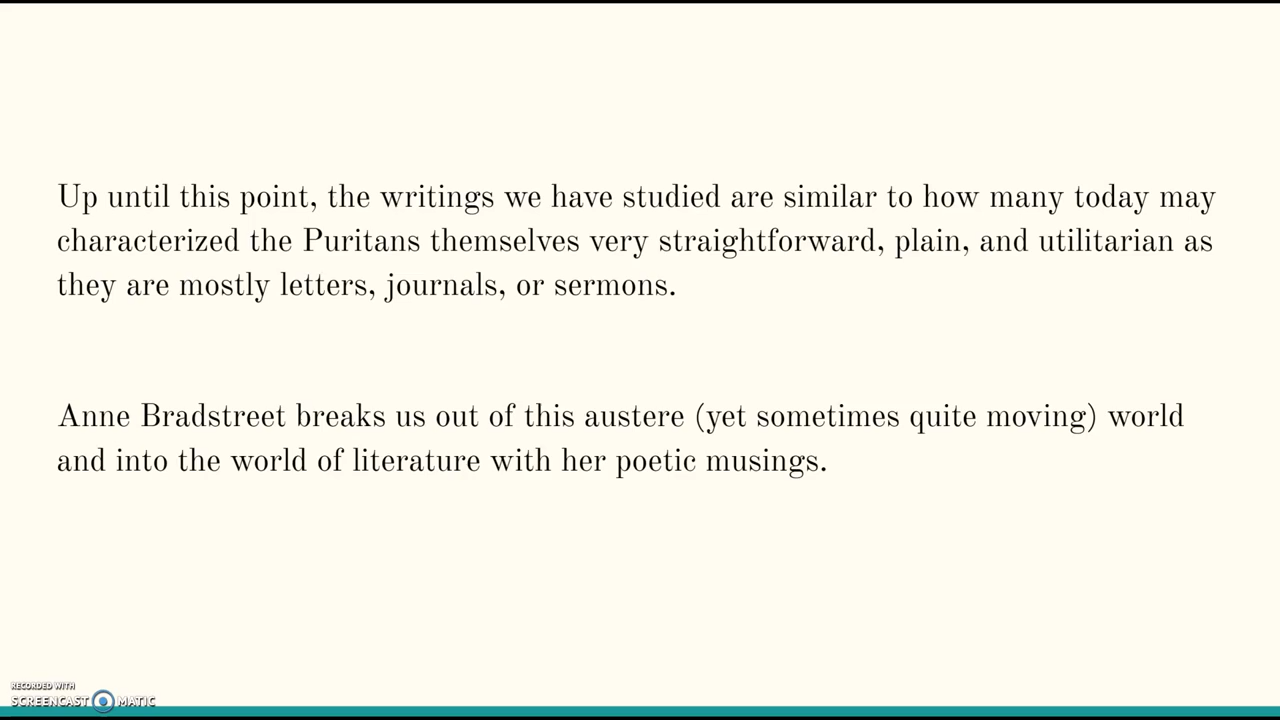 Up until this point, the writings we have studied are similar to how many today may
characterized the Puritans themselves very straightforward, plain, and utilitarian as
they are mostly letters, journals, or sermons.
Anne Bradstreet breaks us out of this austere (yet sometimes quite moving) world
and into the world of literature with her poetic musings.
RECORDED WITH
SCREENCAST MATIC